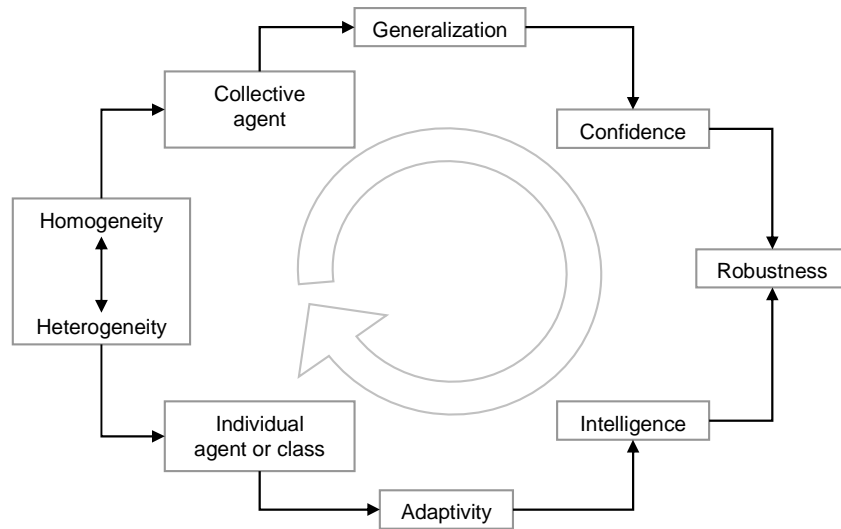 Generalization
Collective
agent
Confidence
Homogeneity
Heterogeneity
Robustness
Individual
agent or class
Intelligence
Adaptivity